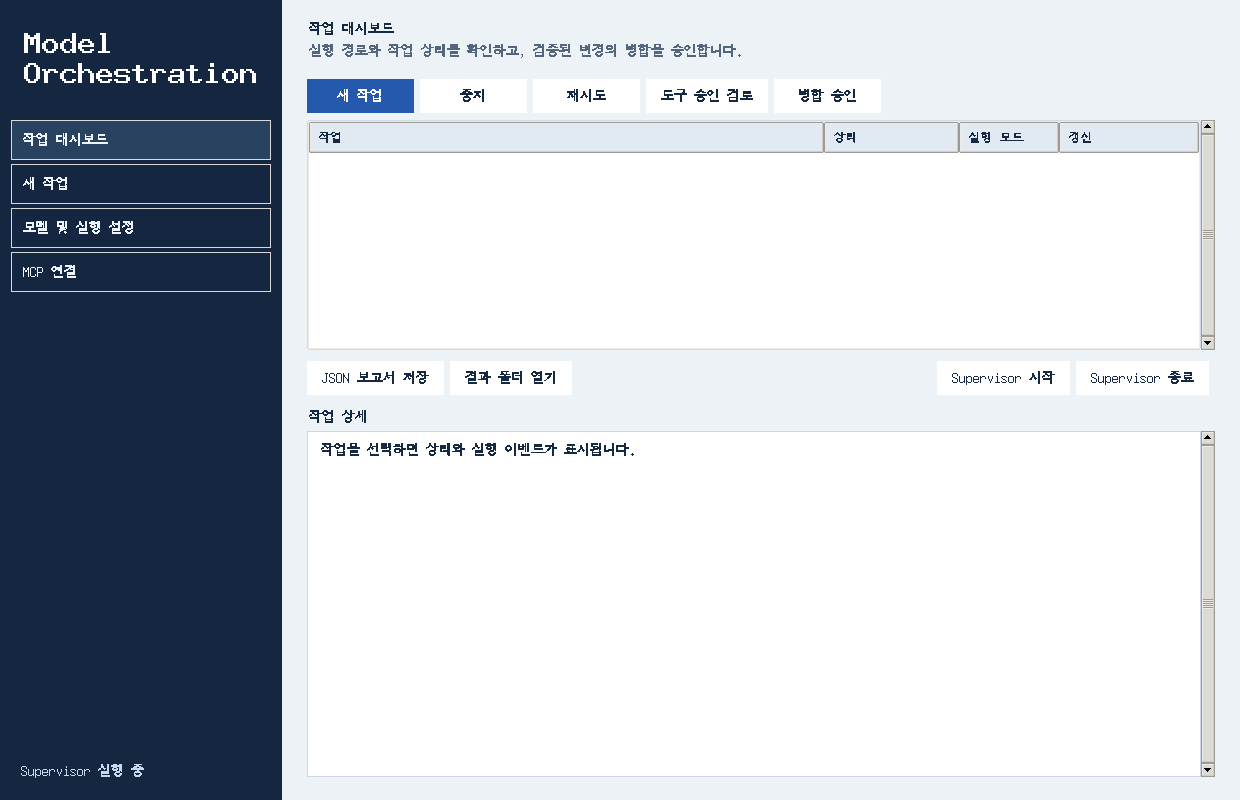 Model
Orchestration
작업 대시보드
새 작업
모델 및 실행 설정
MCP 연결
Supervisor 실행 중
작업 대시보드
실행 경로와 작업 상태를 확인하고, 검증된 변경의 병합을 승인합니다.
새 작업
중지
재시도
도구 승인 검토
병합 승인
작업
상태
실행 모드
갱신
JSON 보고서 저장
결과 폴더 열기
Supervisor 시작
Supervisor 종료
작업 상세
작업을 선택하면 상태와 실행 이벤트가 표시됩니다.